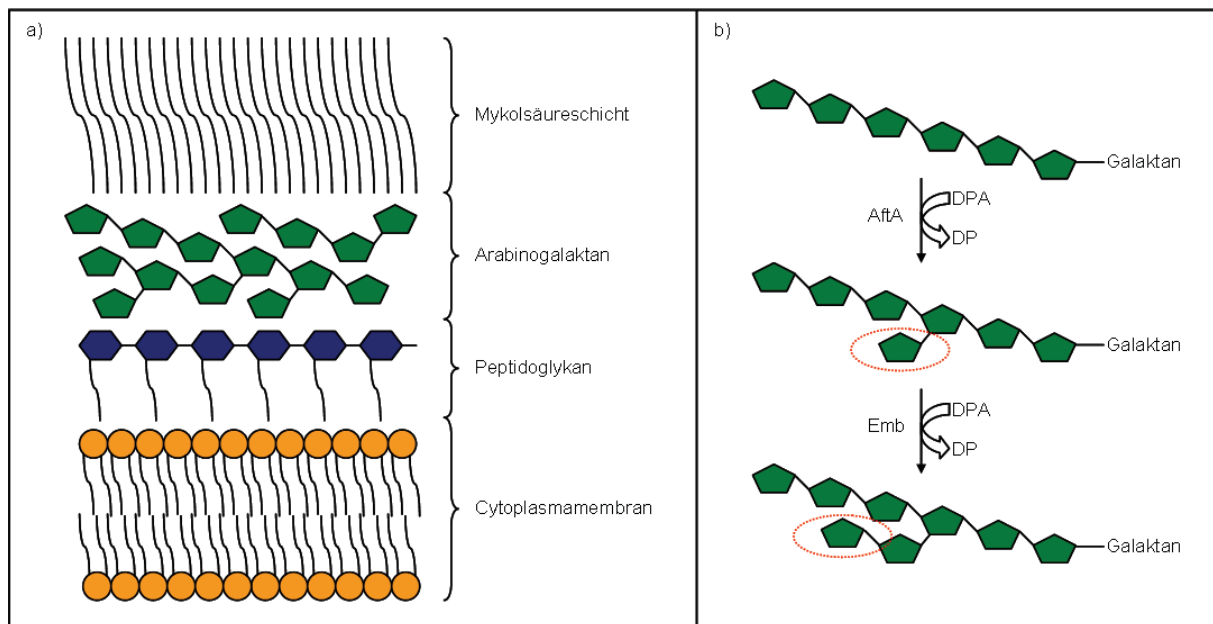 a)
Mykolsäureschicht
Arabinogalaktan
Peptidoglykan
Cytoplasmamembran
b)
Galaktan
AftA
DPA
DP
Galaktan
Emb
DPA
DP
Galaktan